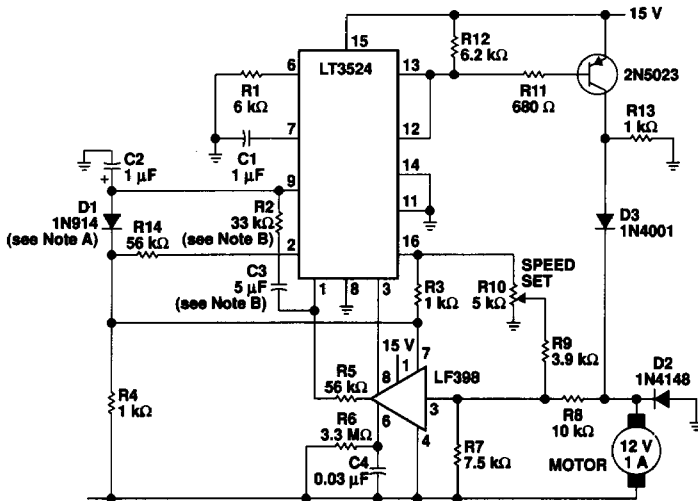 15 V
15
R12
6.2 kΩ
6
LT3524
13
2N5023
R1
6 kΩ
R11
680 Ω
R13
1 kΩ
7
12
C2
1 µF
+
C1
1 µF
14
9
D1
1N914
(see Note A)
R14
56 kΩ
R2
33 kΩ
(see Note B)
11
D3
1N4001
2
16
C3
5 µF
(see Note B)
1
8
3
R3
1 kΩ
R10
5 kΩ
SPEED
SET
15 V
1
7
R9
3.9 kΩ
R4
1 kΩ
R5
56 kΩ
8
LF398
D2
1N4148
R6
3.3 MΩ
6
3
4
R8
10 kΩ
C4
0.03 µF
R7
7.5 kΩ
MOTOR
12 V
1 A